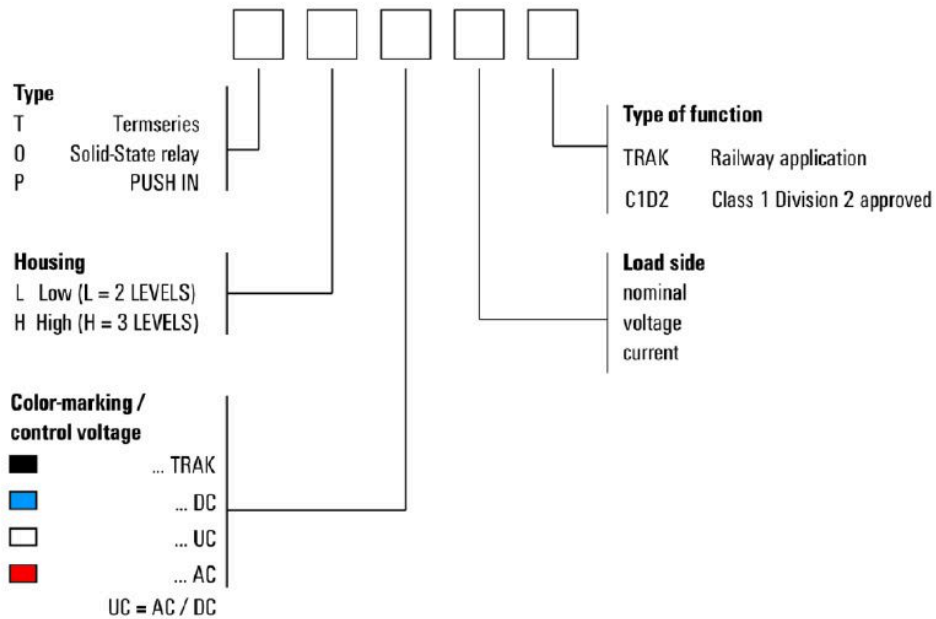 Type
T Termseries
O Solid-State relay
P PUSH IN
Housing
L Low (L = 2 LEVELS)
H High (H = 3 LEVELS)
Color-marking /
control voltage
... TRAK
... DC
... UC
... AC
UC = AC / DC
Type of function
TRAK Railway application
C1D2 Class 1 Division 2 approved
Load side
nominal
voltage
current